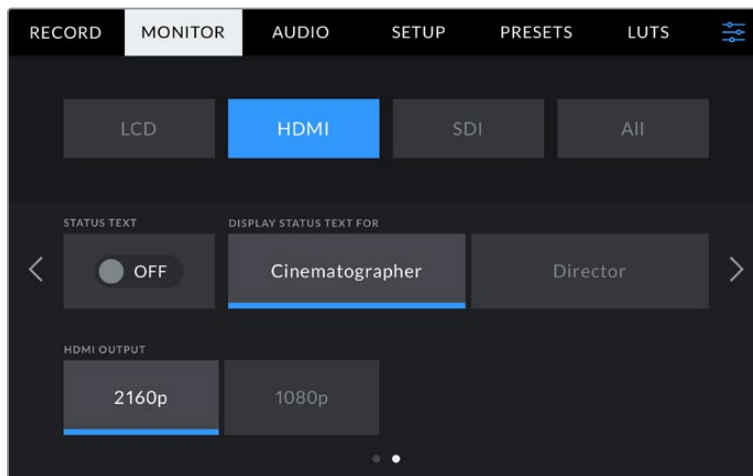 RECORD MONITOR AUDIO SETUP PRESETS LUTS
LCD HDMI SDI All
STATUS TEXT DISPLAY STATUS TEXT FOR
OFF Cinematographer Director
HDMI OUTPUT
2160p 1080p